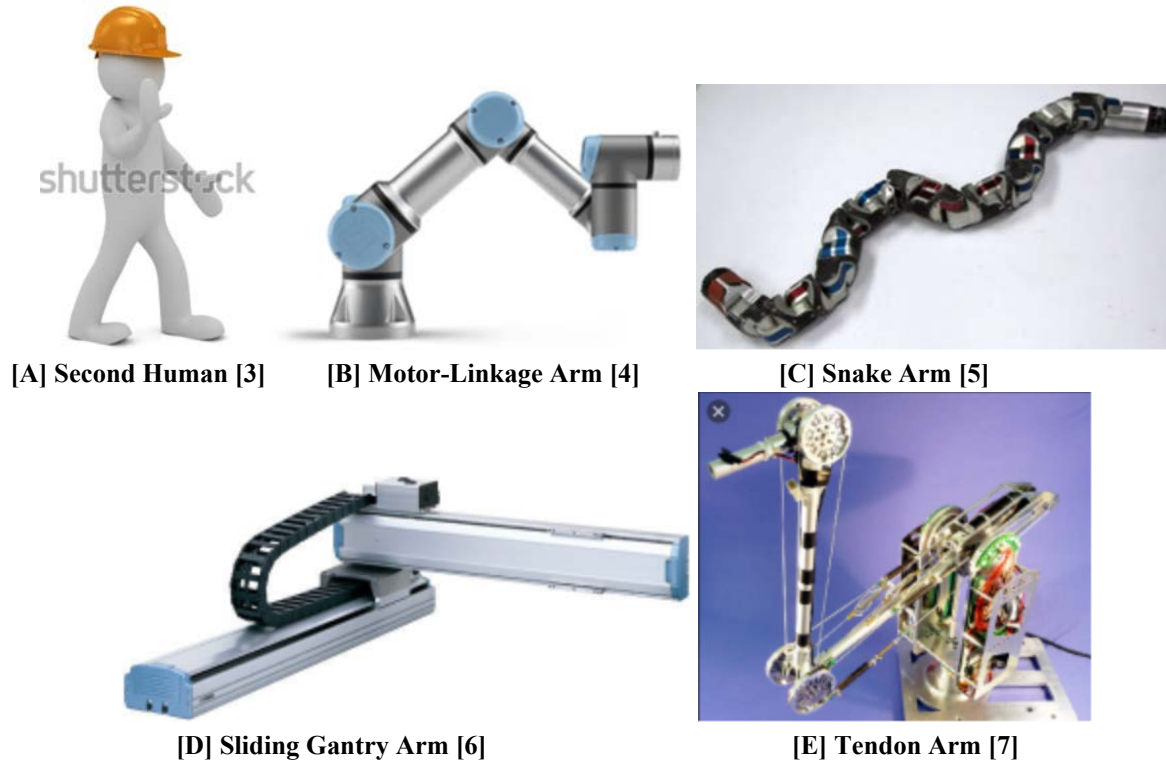 shutterstock
[A] Second Human [3]
[B] Motor-Linkage Arm [4]
[C] Snake Arm [5]
[D] Sliding Gantry Arm [6]
[E] Tendon Arm [7]